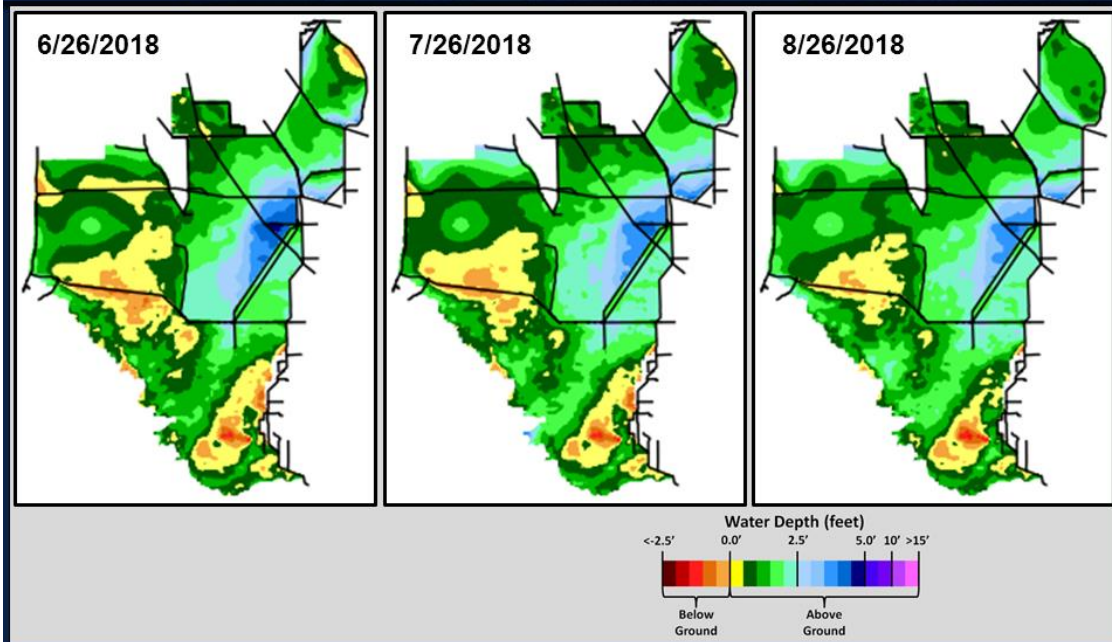 6/26/2018
7/26/2018
8/26/2018
Water Depth (feet)
<-2.5’ 0.0’ 2.5’ 5.0’ 10’ >15’
Below Ground
Above Ground